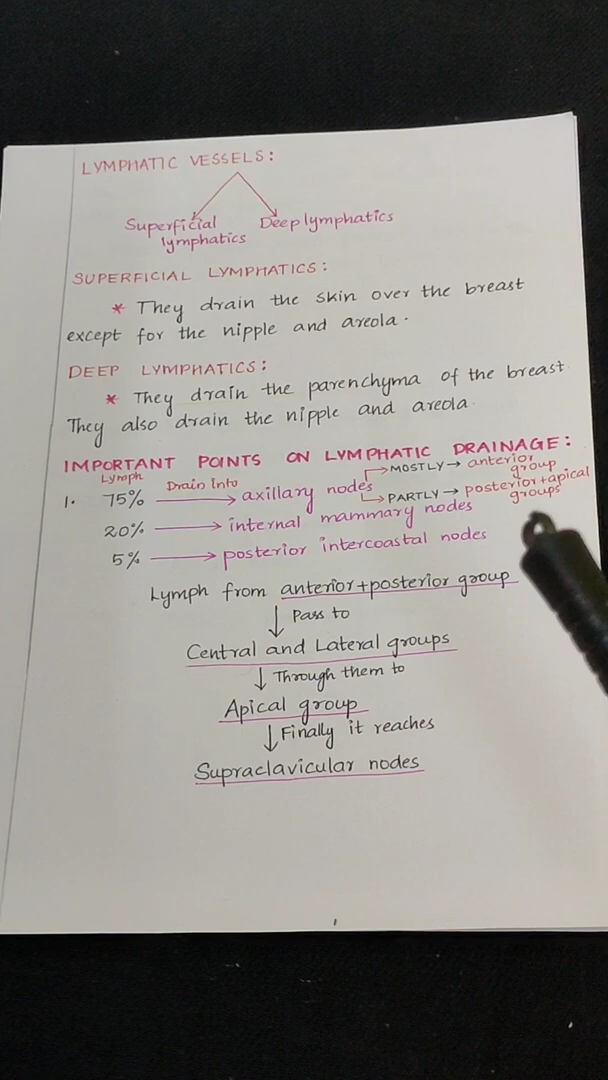 LYMPHATIC VESSELS:
Superficial lymphatics
Deep lymphatics
SUPERFICIAL LYMPHATICS:
* They drain the skin over the breast
except for the nipple and areola.
DEEP LYMPHATICS:
* They drain the parenchyma of the breast
They also drain the nipple and areola.
IMPORTANT POINTS ON LYMPHATIC DRAINAGE:
Lymph
1. 75% Drain Into → axillary nodes
→ MOSTLY → anterior group
→ PARTLY → posterior + apical groups
20% → internal mammary nodes
5% → posterior intercoastal nodes
Lymph from anterior + posterior group
↓ Pass to
Central and Lateral groups
↓ Through them to
Apical group
↓ Finally it reaches
Supraclavicular nodes